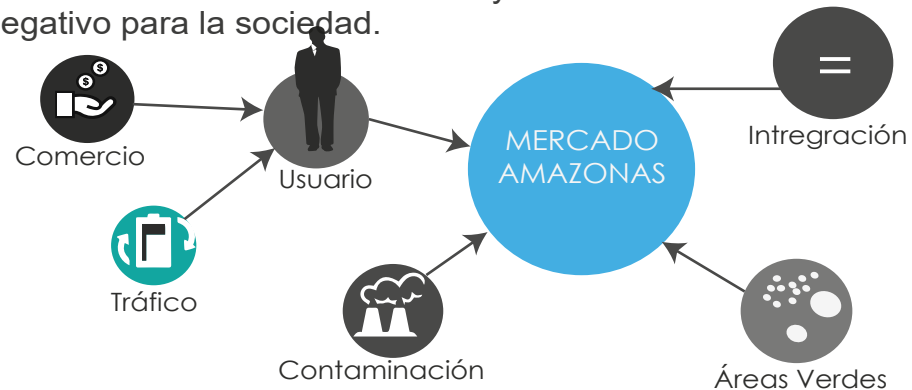 egativo para la sociedad.
Comercio
Usuario
MERCADO
AMAZONAS
Intregración
Tráfico
Contaminación
Áreas Verdes